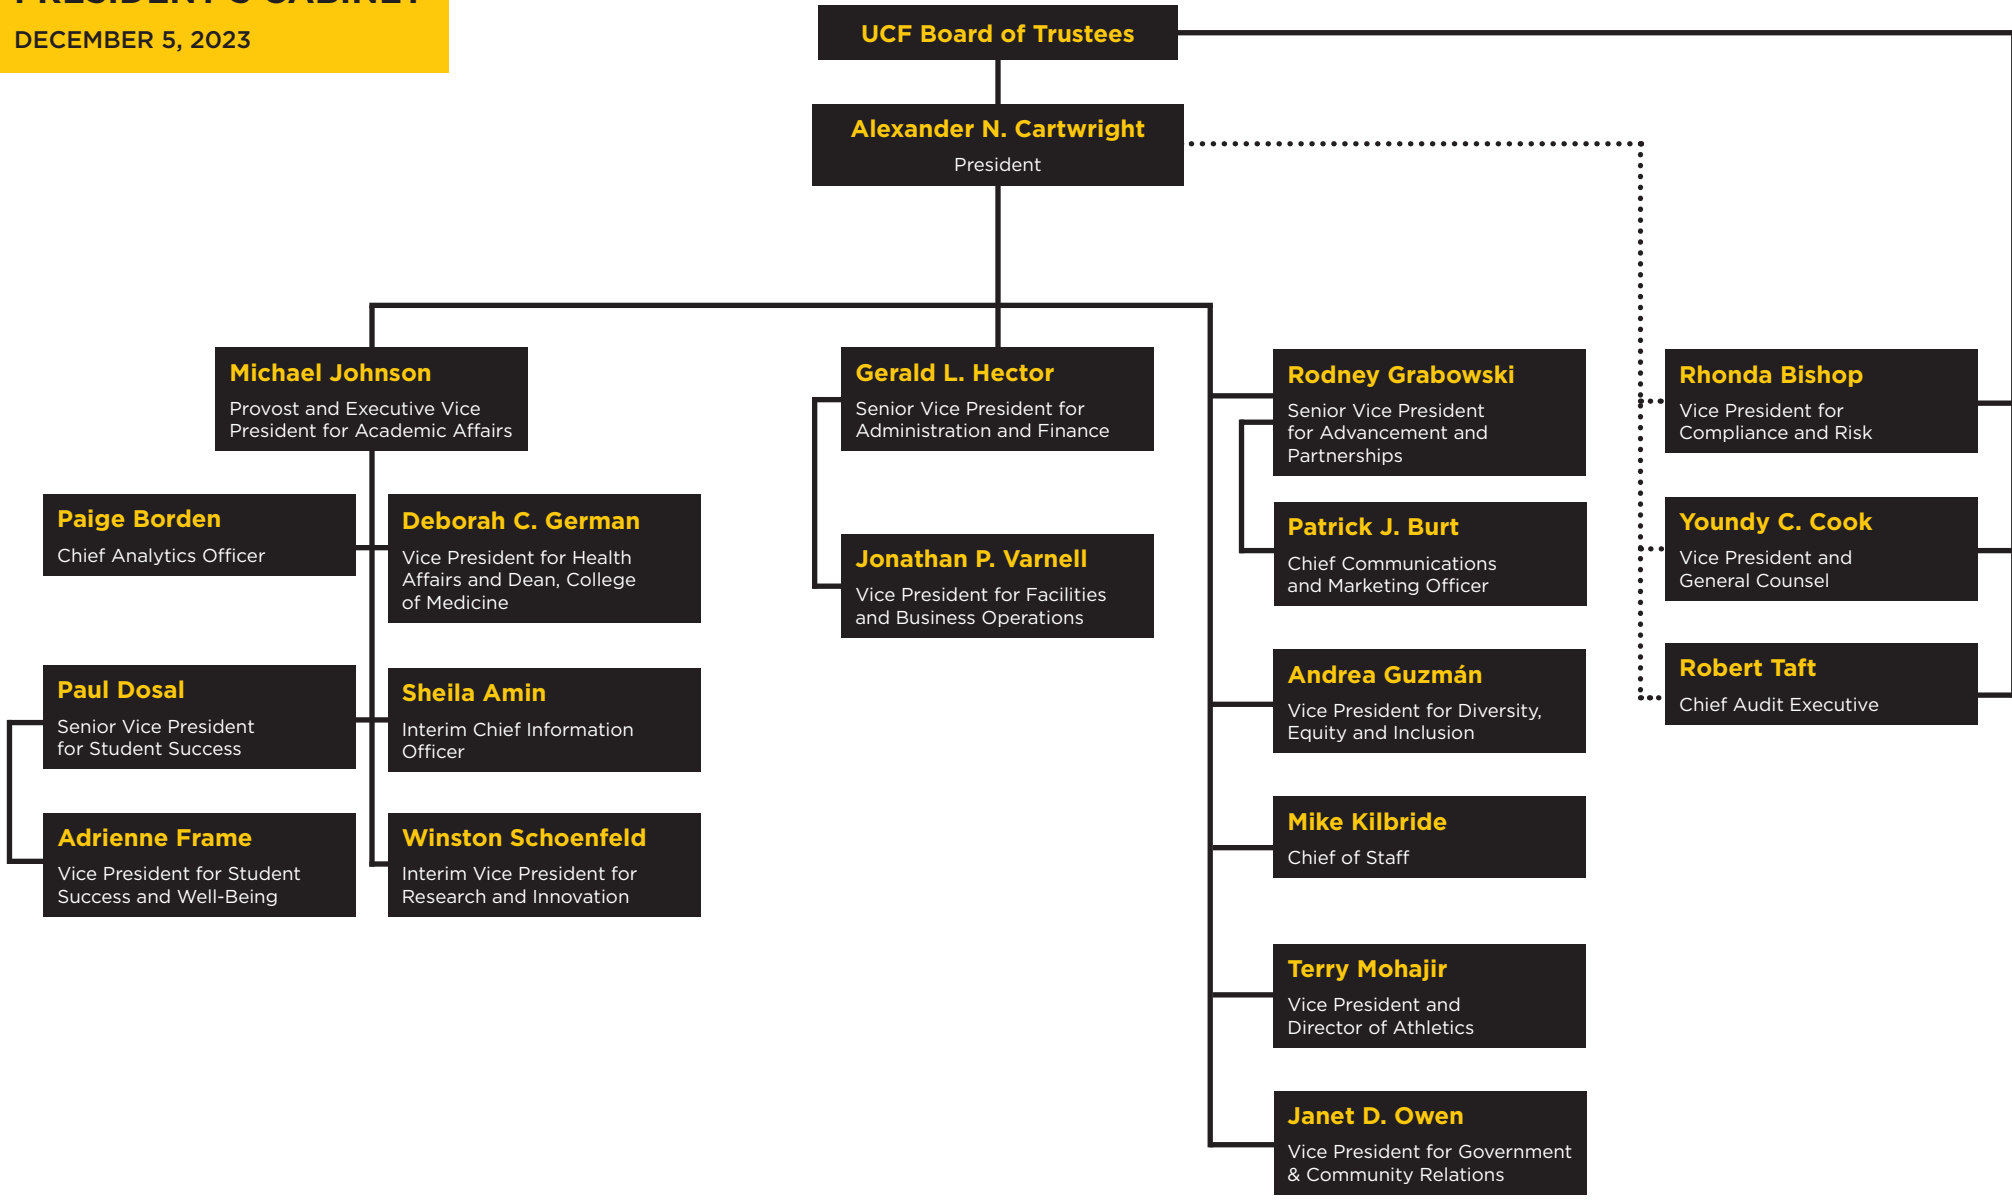 PRESIDENT'S CABINET
DECEMBER 5, 2023
UCF Board of Trustees
Alexander N. Cartwright
President
Michael Johnson
Provost and Executive Vice
President for Academic Affairs
Paige Borden
Chief Analytics Officer
Deborah C. German
Vice President for Health
Affairs and Dean, College
of Medicine
Paul Dosal
Senior Vice President
for Student Success
Sheila Amin
Interim Chief Information
Officer
Adrienne Frame
Vice President for Student
Success and Well-Being
Winston Schoenfeld
Interim Vice President for
Research and Innovation
Gerald L. Hector
Senior Vice President for
Administration and Finance
Jonathan P. Varnell
Vice President for Facilities
and Business Operations
Rodney Grabowski
Senior Vice President
for Advancement and
Partnerships
Patrick J. Burt
Chief Communications
and Marketing Officer
Andrea Guzmán
Vice President for Diversity,
Equity and Inclusion
Mike Kilbride
Chief of Staff
Terry Mohajir
Vice President and
Director of Athletics
Janet D. Owen
Vice President for Government
& Community Relations
Rhonda Bishop
Vice President for
Compliance and Risk
Youndy C. Cook
Vice President and
General Counsel
Robert Taft
Chief Audit Executive